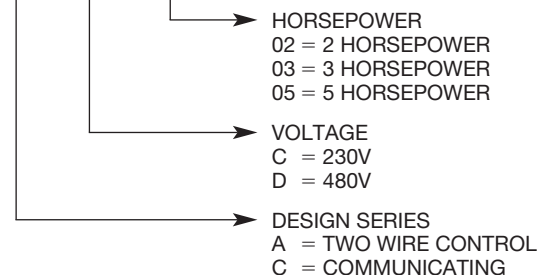 HORSEPOWER
02 = 2 HORSEPOWER
03 = 3 HORSEPOWER
05 = 5 HORSEPOWER
VOLTAGE
C = 230V
D = 480V
DESIGN SERIES
A = TWO WIRE CONTROL
C = COMMUNICATING